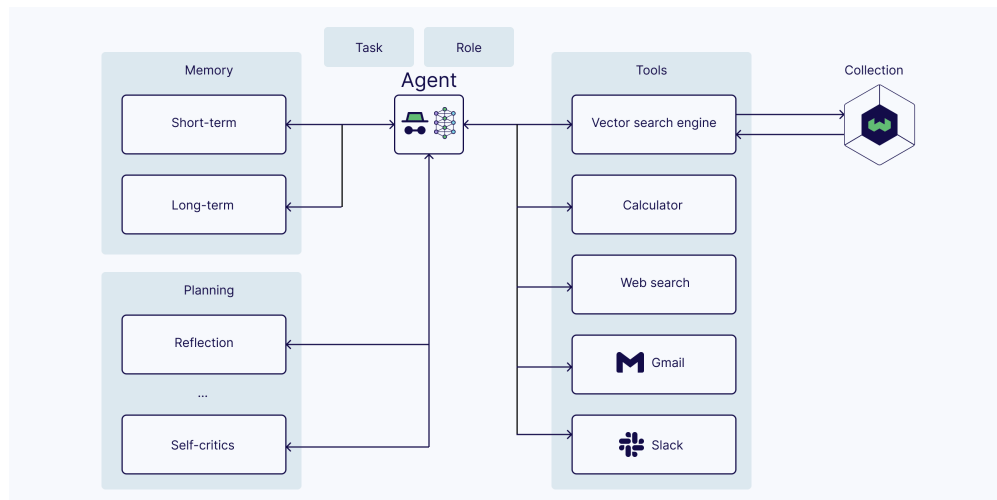 Task
Role
Agent
Memory
Short-term
Long-term
Planning
Reflection
...
Self-critics
Tools
Vector search engine
Calculator
Web search
Gmail
Slack
Collection